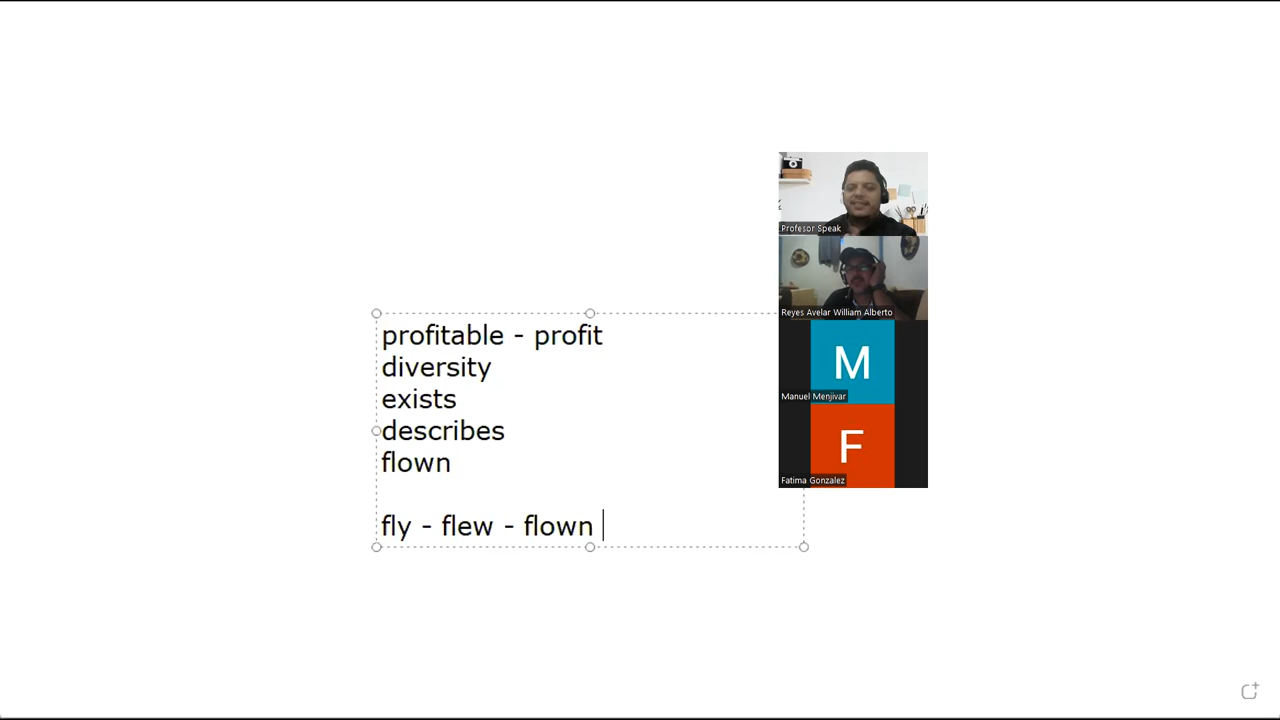 profitable - profit
diversity
exists
describes
flown
fly - flew - flown
Profesor Speak
Reyes Avelar William Alberto
M
Manuel Menjivar
F
Fatima Gonzalez